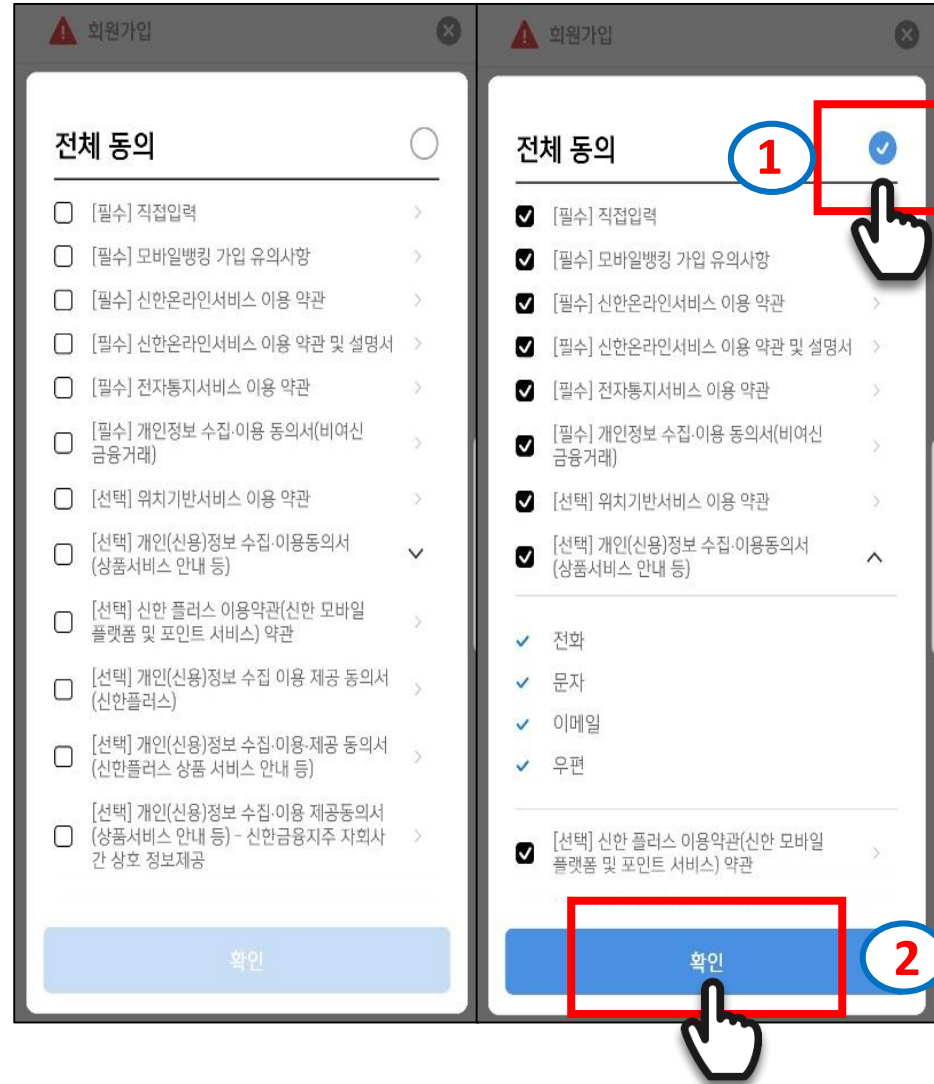 회원가입
전체 동의
[필수] 직접입력
[필수] 모바일뱅킹 가입 유의사항
[필수] 신한온라인서비스 이용 약관
[필수] 신한온라인서비스 이용 약관 및 설명서
[필수] 전자통지서비스 이용 약관
[필수] 개인정보 수집·이용 동의서(비여신
금융거래)
[선택] 위치기반서비스 이용 약관
[선택] 개인(신용)정보 수집·이용동의서
(상품서비스 안내 등)
[선택] 신한 플러스 이용약관(신한 모바일
플랫폼 및 포인트 서비스) 약관
[선택] 개인(신용)정보 수집 이용 제공 동의서
(신한플러스)
[선택] 개인(신용)정보 수집·이용·제공 동의서
(신한플러스 상품 서비스 안내 등)
[선택] 개인(신용)정보 수집·이용 제공동의서
(상품서비스 안내 등) - 신한금융지주 자회사
간 상호 정보제공
확인
회원가입
전체 동의
1
[필수] 직접입력
[필수] 모바일뱅킹 가입 유의사항
[필수] 신한온라인서비스 이용 약관
[필수] 신한온라인서비스 이용 약관 및 설명서
[필수] 전자통지서비스 이용 약관
[필수] 개인정보 수집·이용 동의서(비여신
금융거래)
[선택] 위치기반서비스 이용 약관
[선택] 개인(신용)정보 수집·이용동의서
(상품서비스 안내 등)
전화
문자
이메일
우편
[선택] 신한 플러스 이용약관(신한 모바일
플랫폼 및 포인트 서비스) 약관
확인
2